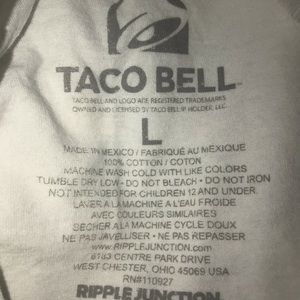 TACO BELL
TACO BELL AND LOGO ARE REGISTERED TRADEMARKS
OWNED AND LICENSED BY TACO BELL IP HOLDER, LLC.
L
MADE IN MEXICO / FABRIQUÉ AU MEXIQUE
100% COTTON / COTON
MACHINE WASH COLD WITH LIKE COLORS
TUMBLE DRY LOW - DO NOT BLEACH - DO NOT IRON
NOT INTENDED FOR CHILDREN 12 AND UNDER.
LAVER A LA MACHINE A L'EAU FROIDE
AVEC COULEURS SIMILAIRES
SECHER A LA MACHINE CYCLE DOUX
NE PAS JAVELLISER - NE PAS REPASSER
www.RIPPLEJUNCTION.com
6783 CENTRE PARK DRIVE
WEST CHESTER, OHIO 45069 USA
RN#110927
RIPPLE JUNCTION